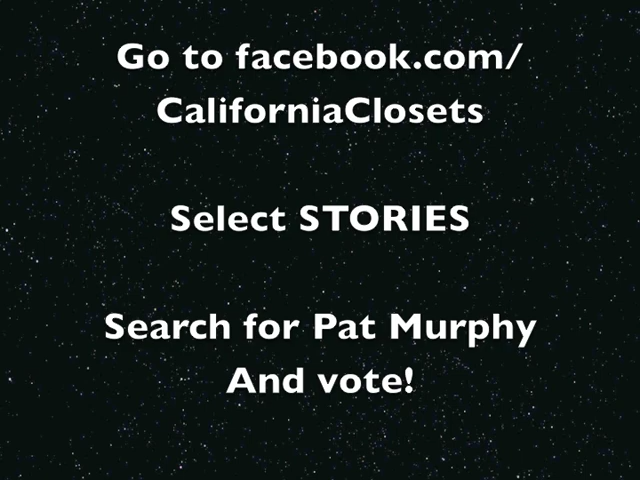 Go to facebook.com/
CaliforniaClosets
Select STORIES
Search for Pat Murphy
And vote!